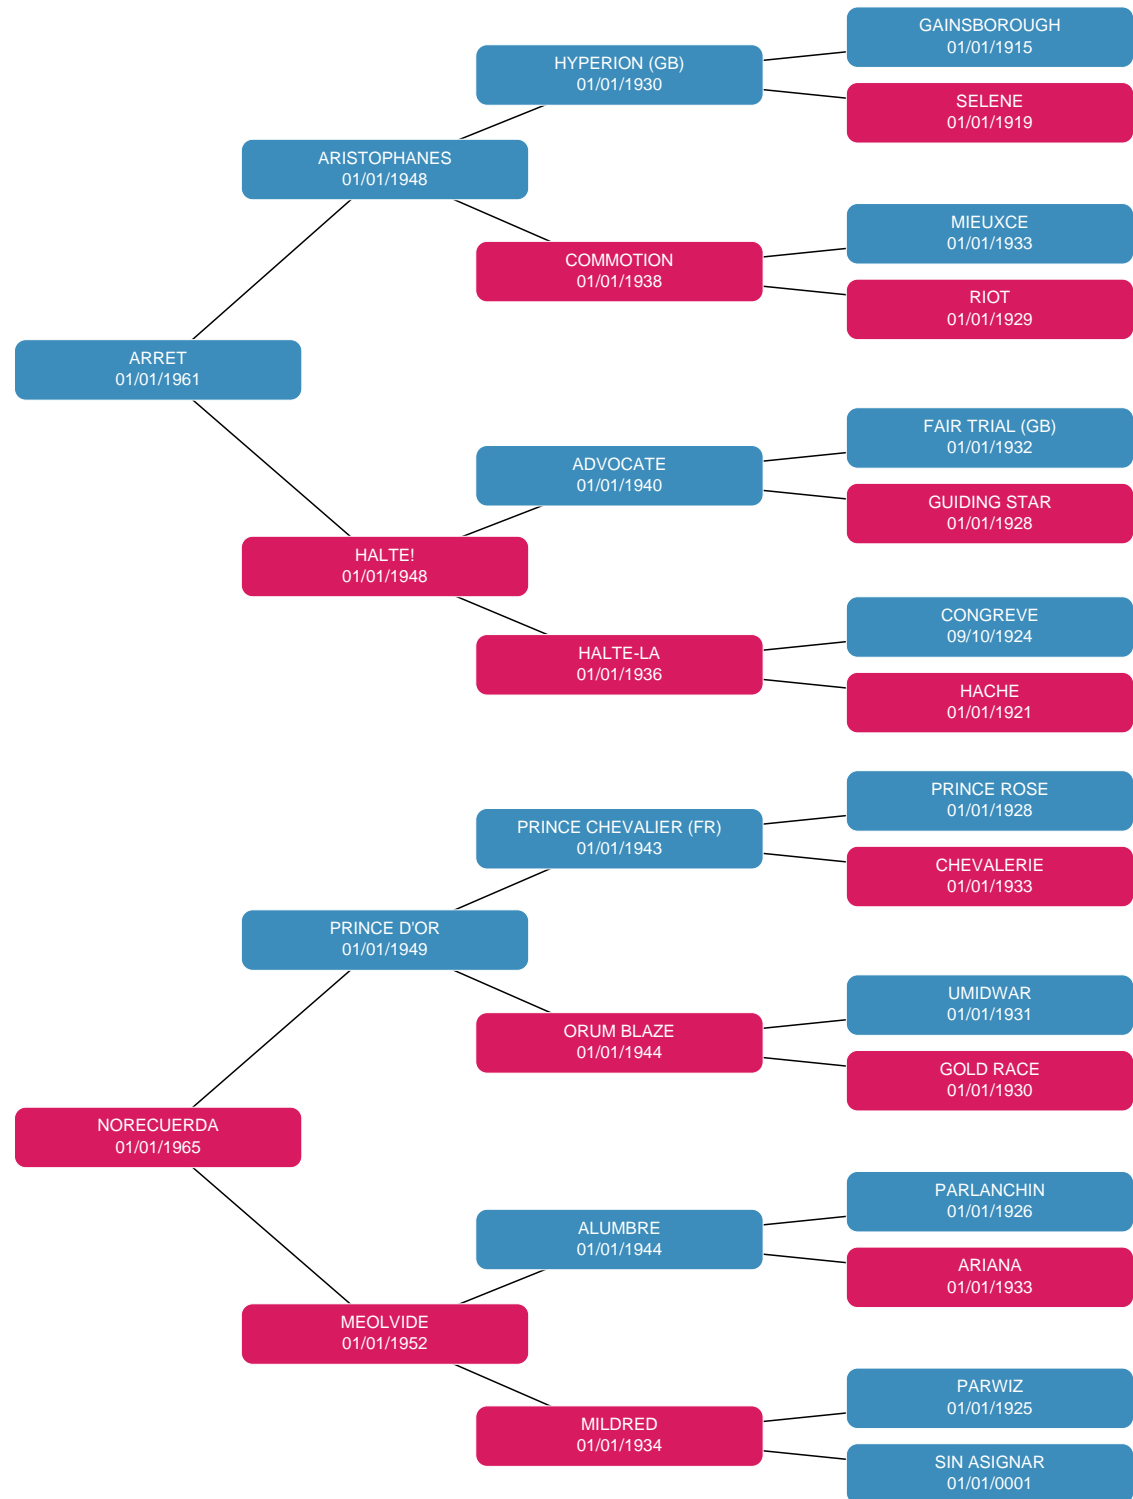 GAINSBOROUGH
01/01/1915
HYPERION (GB)
01/01/1930
SELENE
01/01/1919
ARISTOPHANES
01/01/1948
MIEUXCE
01/01/1933
COMMOTION
01/01/1938
RIOT
01/01/1929
ARRET
01/01/1961
FAIR TRIAL (GB)
01/01/1932
ADVOCATE
01/01/1940
GUIDING STAR
01/01/1928
HALTE!
01/01/1948
CONGREVE
09/10/1924
HALTE-LA
01/01/1936
HACHE
01/01/1921
PRINCE ROSE
01/01/1928
PRINCE CHEVALIER (FR)
01/01/1943
CHEVALERIE
01/01/1933
PRINCE D'OR
01/01/1949
UMIDWAR
01/01/1931
ORUM BLAZE
01/01/1944
GOLD RACE
01/01/1930
NORECUERDA
01/01/1965
PARLANCHIN
01/01/1926
ALUMBRE
01/01/1944
ARIANA
01/01/1933
MEOLVIDE
01/01/1952
PARWIZ
01/01/1925
MILDRED
01/01/1934
SIN ASIGNAR
01/01/0001